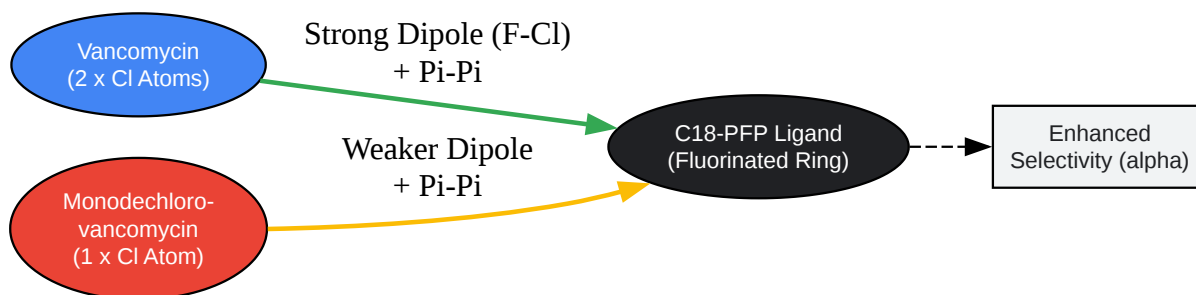 Vancomycin
(2 x Cl Atoms)
Strong Dipole (F-Cl)
+ Pi-Pi
Monodechloro-
vancomycin
(1 x Cl Atom)
Weaker Dipole
+ Pi-Pi
C18-PFP Ligand
(Fluorinated Ring)
Enhanced
Selectivity (alpha)